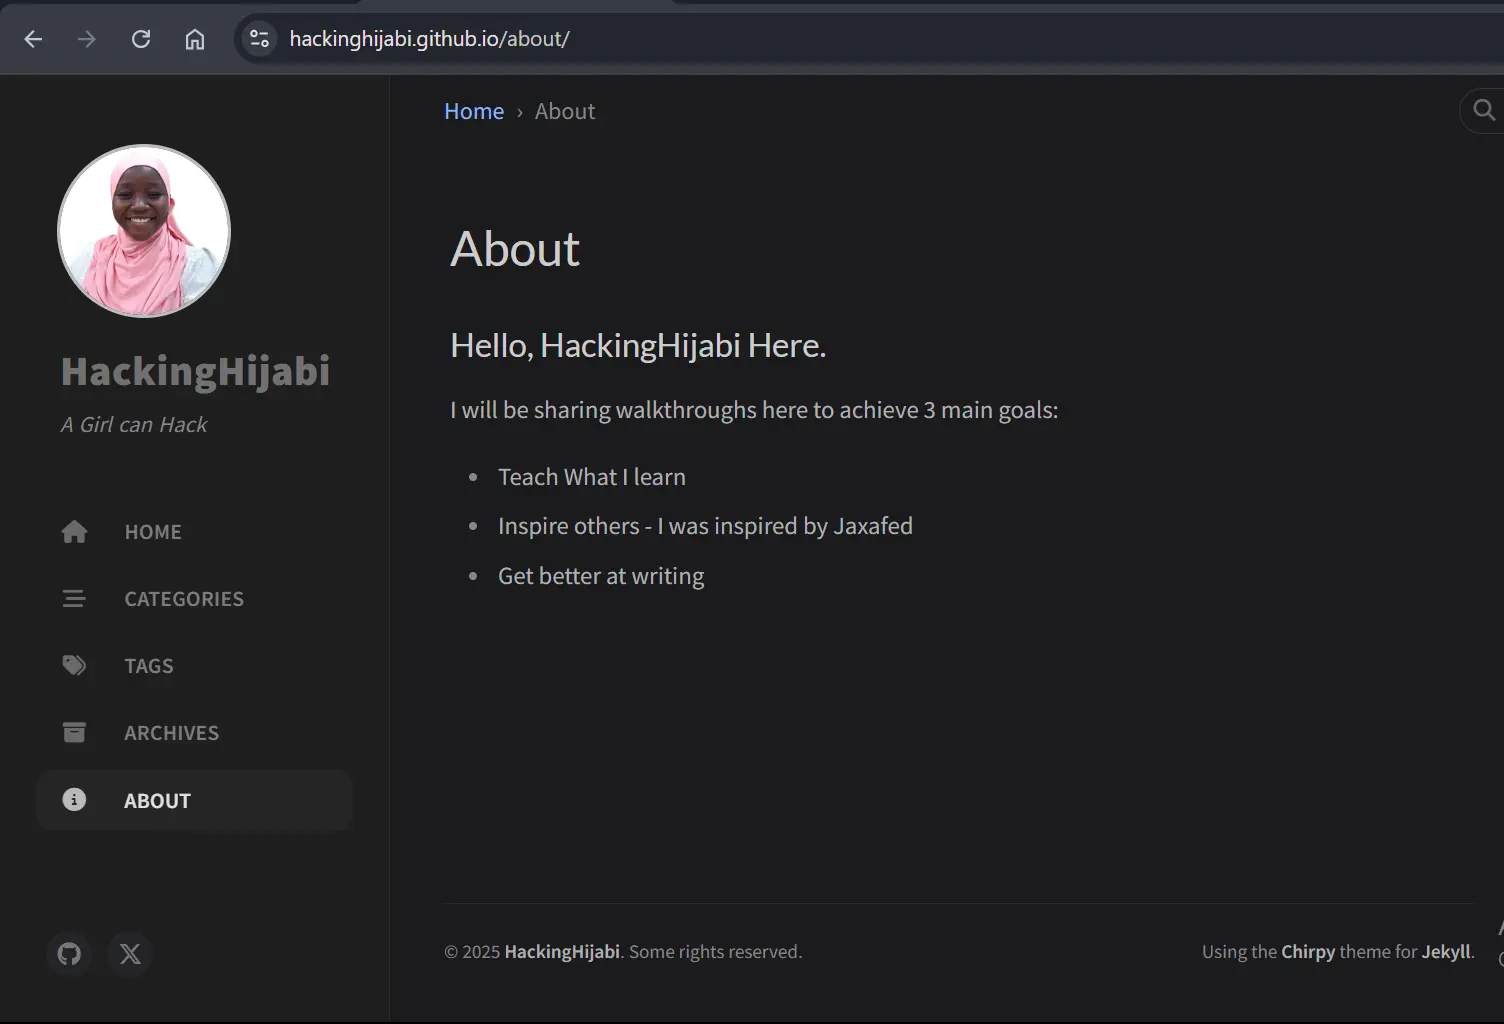 hackinghijabi.github.io/about/
Home › About
HackingHijabi
A Girl can Hack
HOME
CATEGORIES
TAGS
ARCHIVES
ABOUT
About
Hello, HackingHijabi Here.
I will be sharing walkthroughs here to achieve 3 main goals:
• Teach What I learn
• Inspire others - I was inspired by Jaxafed
• Get better at writing
© 2025 HackingHijabi. Some rights reserved.
Using the Chirpy theme for Jekyll.